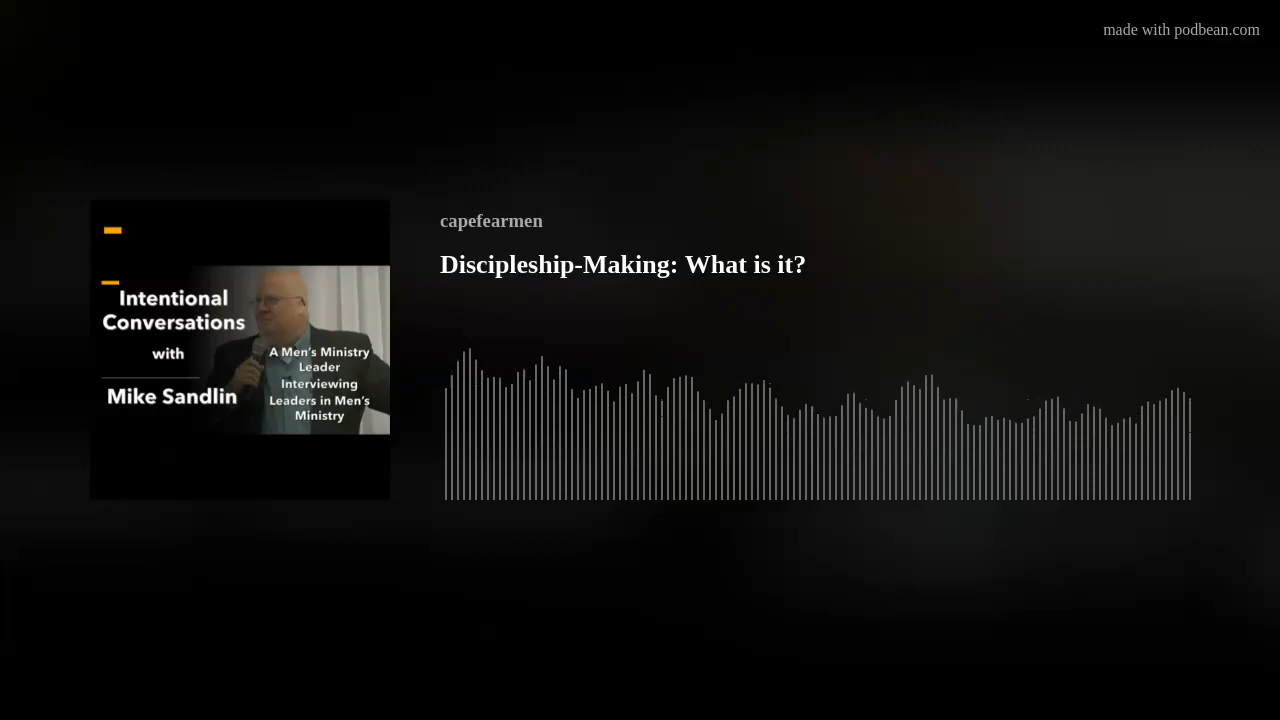 made with podbean.com
capefearmen
Discipleship-Making: What is it?
Intentional
Conversations
with
Mike Sandlin
A Men's Ministry
Leader
Interviewing
Leaders in Men's
Ministry